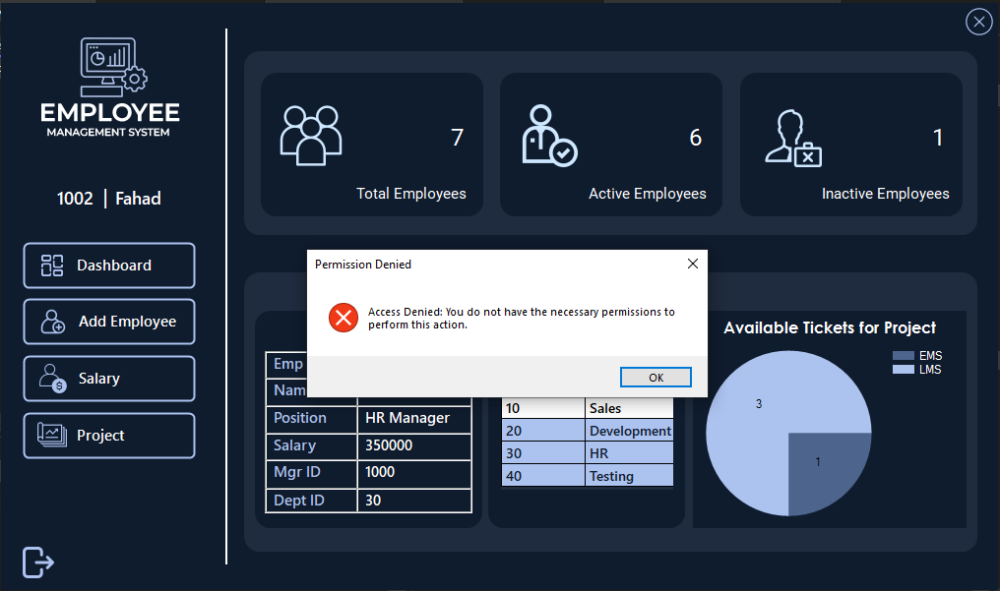 EMPLOYEE
MANAGEMENT SYSTEM
1002 | Fahad
Dashboard
Add Employee
Salary
Project
7
Total Employees
6
Active Employees
1
Inactive Employees
Permission Denied
Access Denied: You do not have the necessary permissions to
perform this action.
OK
Emp
Nam
Position HR Manager
Salary 350000
Mgr ID 1000
Dept ID 30
10 Sales
20 Development
30 HR
40 Testing
Available Tickets for Project
EMS
LMS
3
1